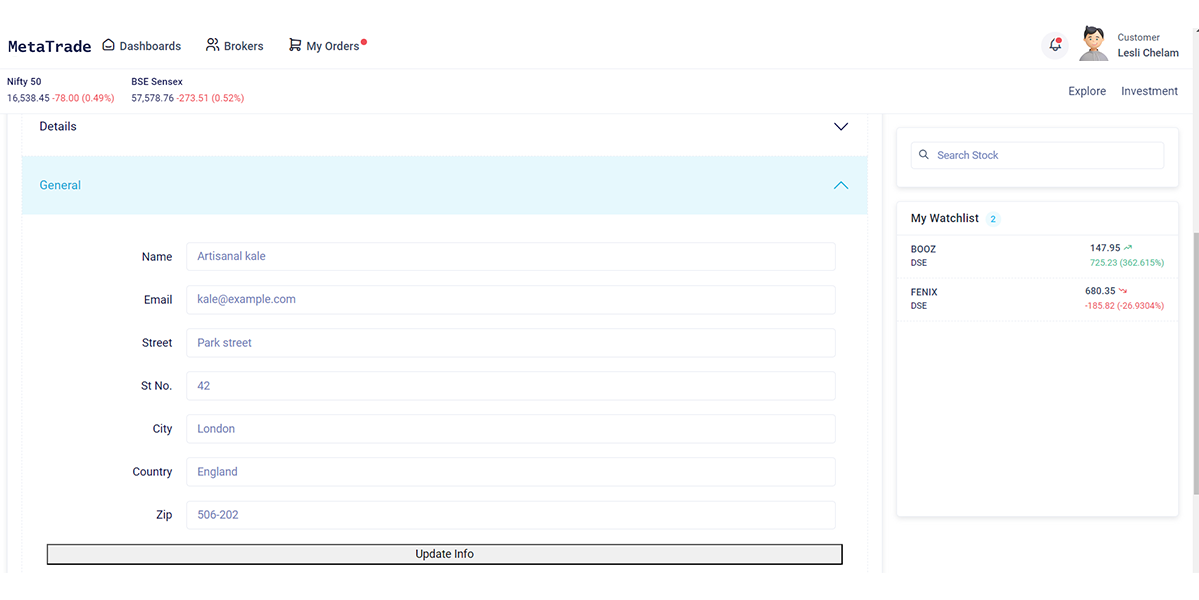 MetaTrade Dashboards Brokers My Orders
Customer
Lesli Chelam
Nifty 50
16,538.45 -78.00 (0.49%)
BSE Sensex
57,578.76 -273.51 (0.52%)
Explore Investment
Details
General
Name Artisanal kale
Email kale@example.com
Street Park street
St No. 42
City London
Country England
Zip 506-202
Update Info
Search Stock
My Watchlist 2
BOOZ 147.95
DSE 725.23 (362.615%)
FENIX 680.35
DSE -185.82 (-26.9304%)